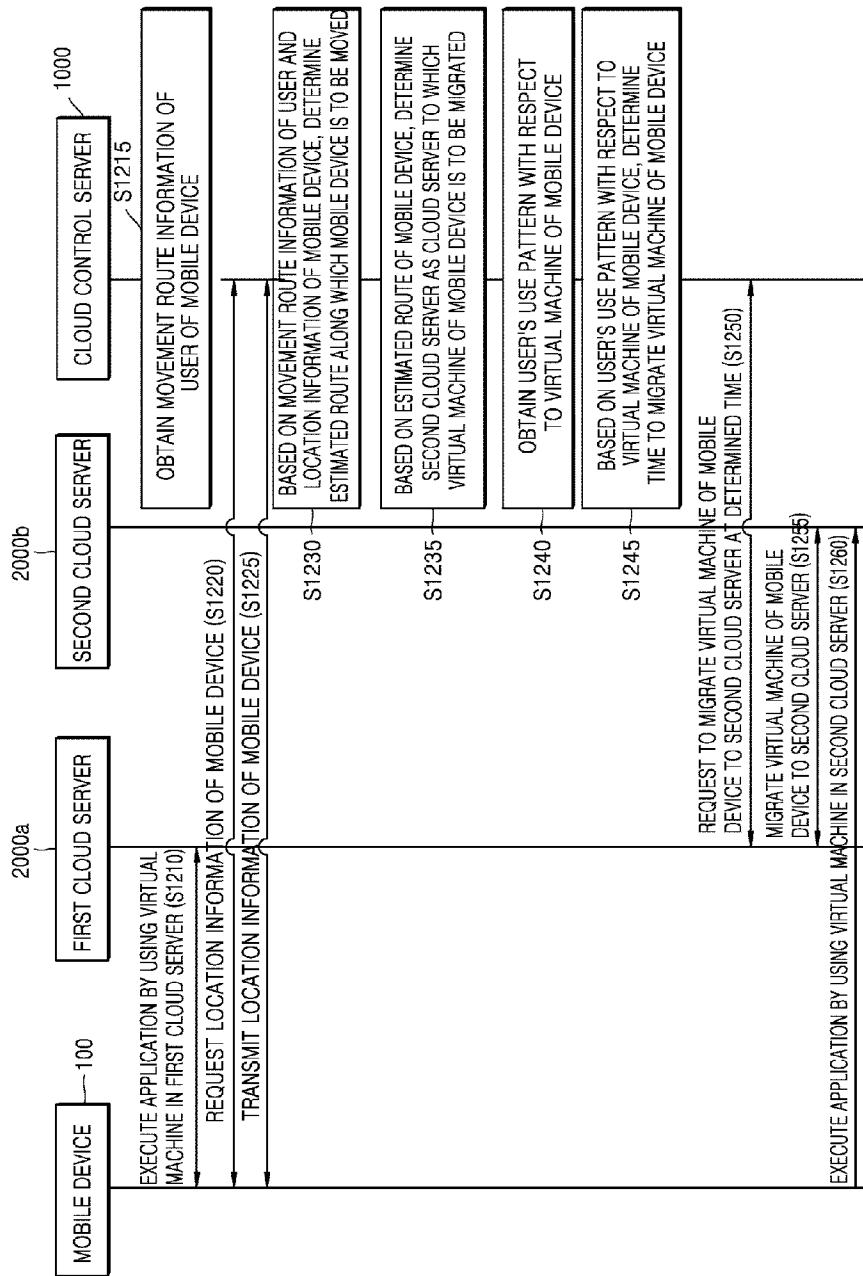 MOBILE DEVICE
100
FIRST CLOUD SERVER
2000a
SECOND CLOUD SERVER
2000b
CLOUD CONTROL SERVER
1000
EXECUTE APPLICATION BY USING VIRTUAL
MACHINE IN FIRST CLOUD SERVER (S1210)
S1215
OBTAIN MOVEMENT ROUTE INFORMATION OF
USER OF MOBILE DEVICE
REQUEST LOCATION INFORMATION OF MOBILE DEVICE (S1220)
TRANSMIT LOCATION INFORMATION OF MOBILE DEVICE (S1225)
BASED ON MOVEMENT ROUTE INFORMATION OF USER AND
LOCATION INFORMATION OF MOBILE DEVICE, DETERMINE
ESTIMATED ROUTE ALONG WHICH MOBILE DEVICE IS TO BE MOVED
S1230
BASED ON ESTIMATED ROUTE OF MOBILE DEVICE, DETERMINE
SECOND CLOUD SERVER AS CLOUD SERVER TO WHICH
VIRTUAL MACHINE OF MOBILE DEVICE IS TO BE MIGRATED
S1235
OBTAIN USER'S USE PATTERN WITH RESPECT
TO VIRTUAL MACHINE OF MOBILE DEVICE
S1240
BASED ON USER'S USE PATTERN WITH RESPECT TO
VIRTUAL MACHINE OF MOBILE DEVICE, DETERMINE
TIME TO MIGRATE VIRTUAL MACHINE OF MOBILE DEVICE
S1245
REQUEST TO MIGRATE VIRTUAL MACHINE OF MOBILE
DEVICE TO SECOND CLOUD SERVER AT DETERMINED TIME (S1250)
MIGRATE VIRTUAL MACHINE OF MOBILE
DEVICE TO SECOND CLOUD SERVER (S1255)
EXECUTE APPLICATION BY USING VIRTUAL MACHINE IN SECOND CLOUD SERVER (S1260)